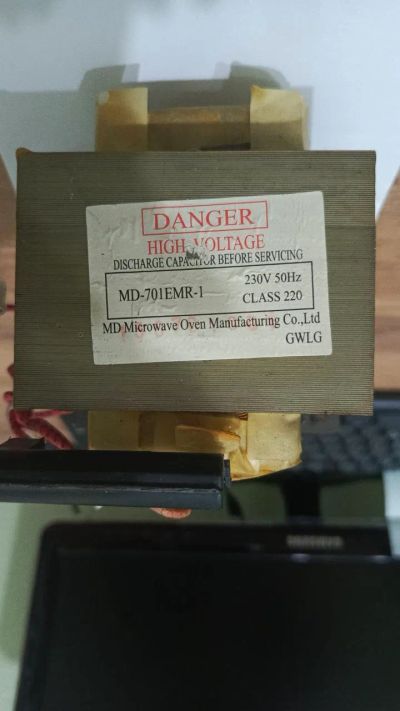 DANGER
HIGH VOLTAGE
DISCHARGE CAPACITOR BEFORE SERVICING
MD-701EMR-1
230V 50Hz
CLASS 220
MD Microwave Oven Manufacturing Co.,Ltd
GWLG